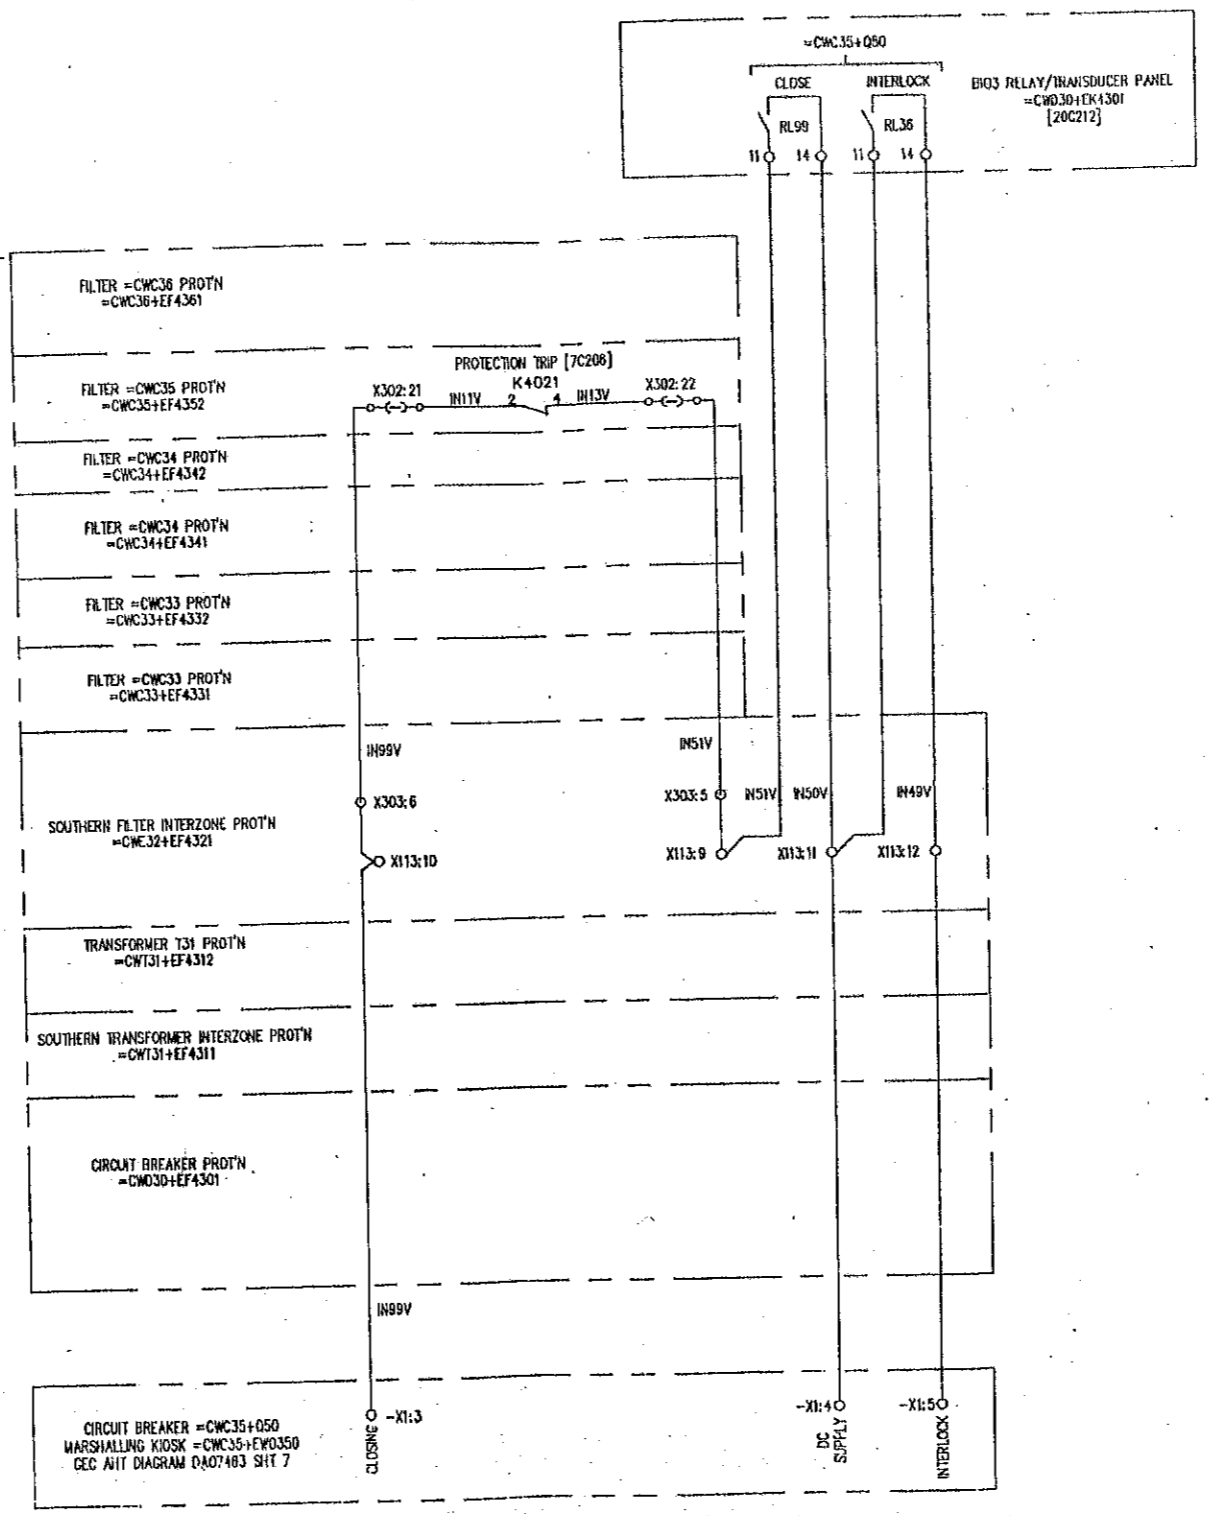 =CWC35+Q50
CLOSE
INTERLOCK
BIO3 RELAY/TRANSDUCER PANEL
=CWD30+EK4301
[20C212]
RL99
RL36
11
14
11
14
FILTER =CWC36 PROT'N
=CWC36+EF4361
PROTECTION TRIP [7C206]
FILTER =CWC35 PROT'N
=CWC35+EF4352
X302:21
IN11V
K4021
2
4
IN13V
X302:22
FILTER =CWC34 PROT'N
=CWC34+EF4342
FILTER =CWC34 PROT'N
=CWC34+EF4341
FILTER =CWC33 PROT'N
=CWC33+EF4332
FILTER =CWC33 PROT'N
=CWC33+EF4331
IN99V
IN51V
X303:6
X303:5
IN51V
IN50V
IN49V
SOUTHERN FILTER INTERZONE PROT'N
=CWE32+EF4321
X113:10
X113:9
X113:11
X113:12
TRANSFORMER T31 PROT'N
=CWT31+EF4312
SOUTHERN TRANSFORMER INTERZONE PROT'N
=CWT31+EF4311
CIRCUIT BREAKER PROT'N
=CWD30+EF4301
IN99V
CIRCUIT BREAKER =CWC35+Q50
MARSHALLING KIOSK =CWC35+EW0350
GEC AHT DIAGRAM DA07463 SHT 7
-X1:3
CLOSING
-X1:4
DC
SUPPLY
-X1:5
INTERLOCK